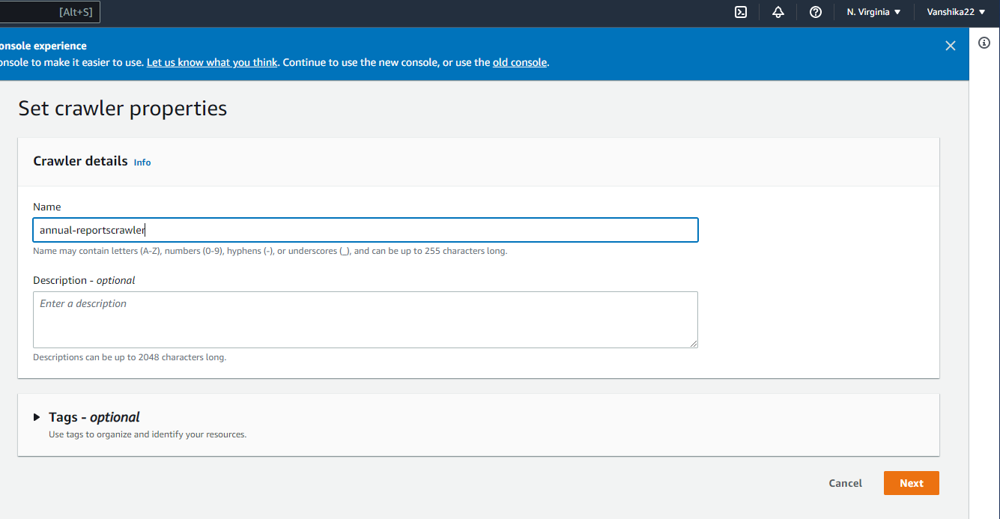 [Alt+S]
N. Virginia
Vanshika22
onsole experience
onsole to make it easier to use. Let us know what you think. Continue to use the new console, or use the old console.
Set crawler properties
Crawler details Info
Name
annual-reportscrawler
Name may contain letters (A-Z), numbers (0-9), hyphens (-), or underscores (_), and can be up to 255 characters long.
Description - optional
Enter a description
Descriptions can be up to 2048 characters long.
Tags - optional
Use tags to organize and identify your resources.
Cancel
Next